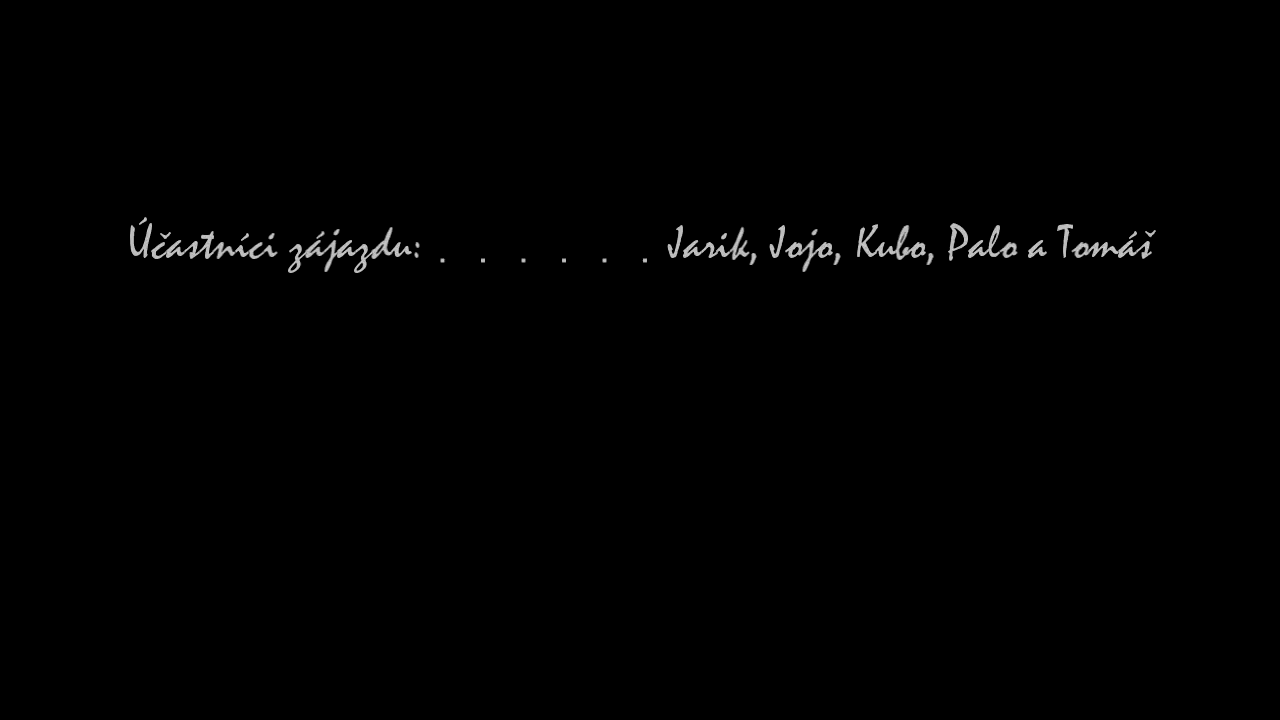 Účastníci zájazdu: . . . . . . Jarik, Jojo, Kubo, Palo a Tomáš